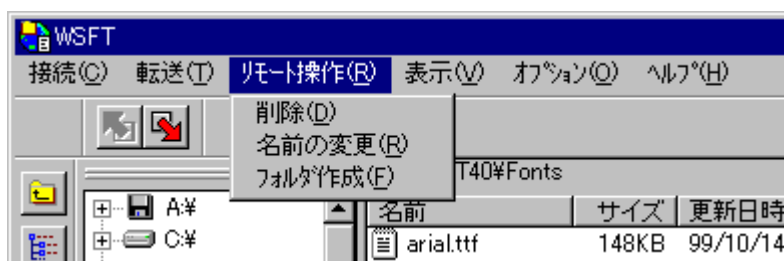 WSFT
接続(C) 転送(T) ﾘﾓｰﾄ操作(R) 表示(V) ｵﾌﾟｼｮﾝ(O) ﾍﾙﾌﾟ(H)
削除(D)
名前の変更(R)
ﾌｫﾙﾀﾞ作成(F)
T40¥Fonts
A:¥
C:¥
名前 サイズ 更新日時
arial.ttf 148KB 99/10/14